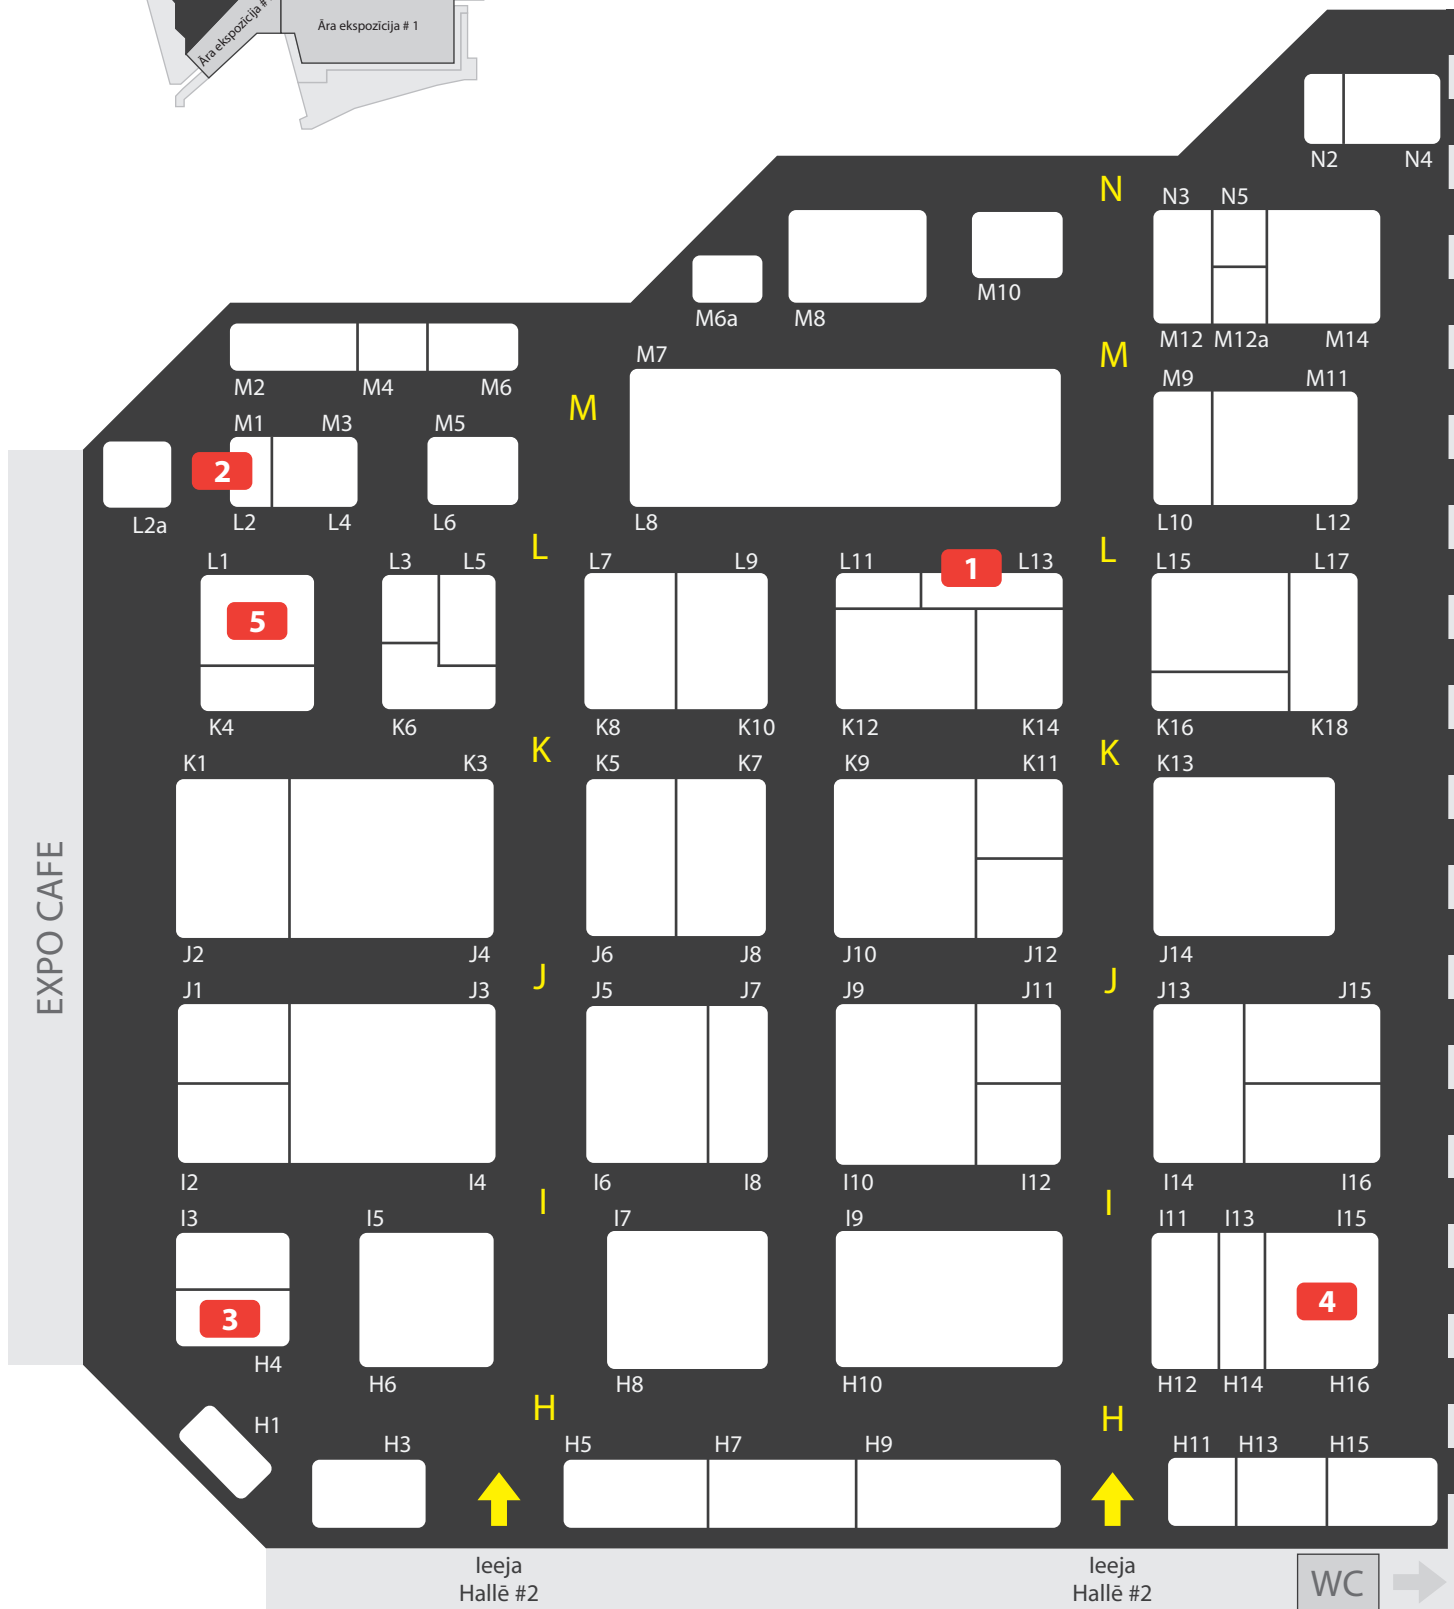 Āra ekspozīcija #
Āra ekspozīcija # 1
N2 N4
N
N3 N5
M10
M6a M8
M12 M12a M14
M7
M
M2 M4 M6
M9 M11
M
M1 M3 M5
2
L2a L2 L4 L6 L8 L10 L12
L L
L1 L3 L5 L7 L9 L11 1 L13 L15 L17
5
K4 K6 K8 K10 K12 K14 K16 K18
K K
K1 K3 K5 K7 K9 K11 K13
EXPO CAFE
J2 J4 J6 J8 J10 J12 J14
J J
J1 J3 J5 J7 J9 J11 J13 J15
I2 I4 I6 I8 I10 I12 I14 I16
I I
I3 I5 I7 I9 I11 I13 I15
3 4
H4 H6 H8 H10 H12 H14 H16
H H
H1
H3 H5 H7 H9 H11 H13 H15
Ieeja
Hallē #2
Ieeja
Hallē #2
WC